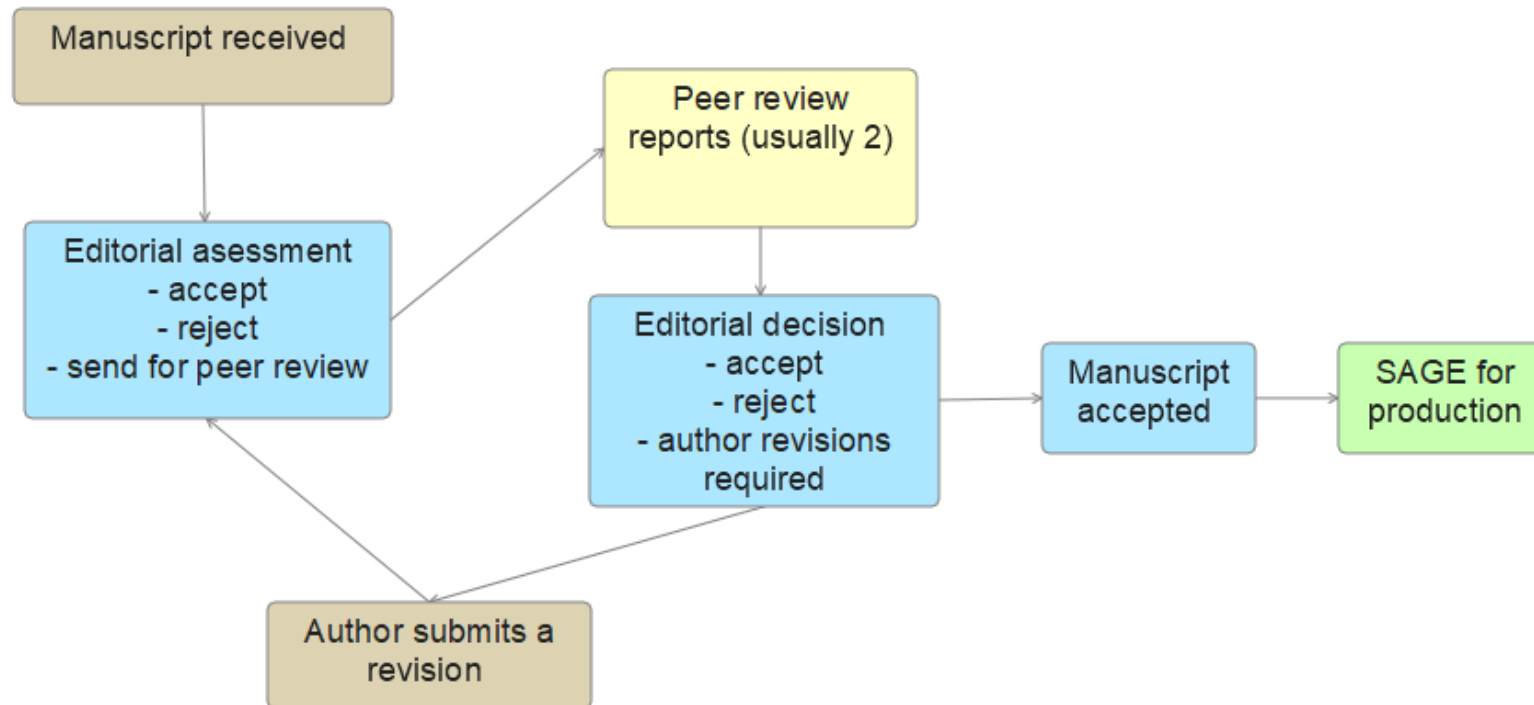 Manuscript received
Peer review
reports (usually 2)
Editorial asessment
- accept
- reject
- send for peer review
Editorial decision
- accept
- reject
- author revisions
required
Manuscript
accepted
SAGE for
production
Author submits a
revision